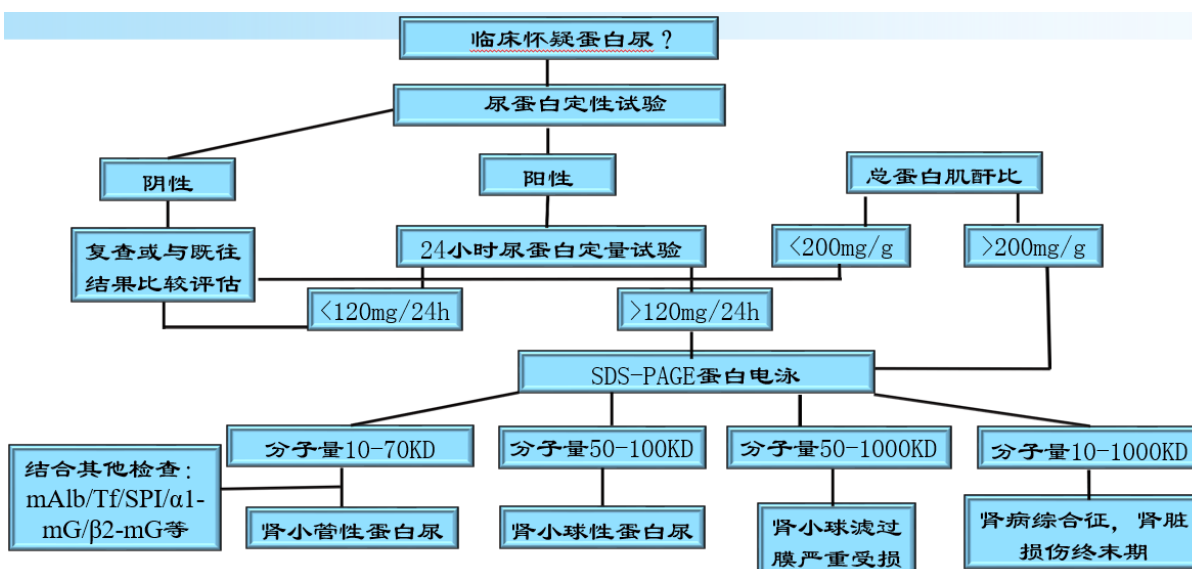 临床怀疑蛋白尿？
尿蛋白定性试验
阴性
阳性
总蛋白肌酐比
复查或与既往
结果比较评估
24小时尿蛋白定量试验
<200mg/g
>200mg/g
<120mg/24h
>120mg/24h
SDS-PAGE蛋白电泳
结合其他检查：
mAlb/Tf/SPI/α1-
mG/β2-mG等
分子量10-70KD
分子量50-100KD
分子量50-1000KD
分子量10-1000KD
肾小管性蛋白尿
肾小球性蛋白尿
肾小球滤过
膜严重受损
肾病综合征，肾脏
损伤终末期